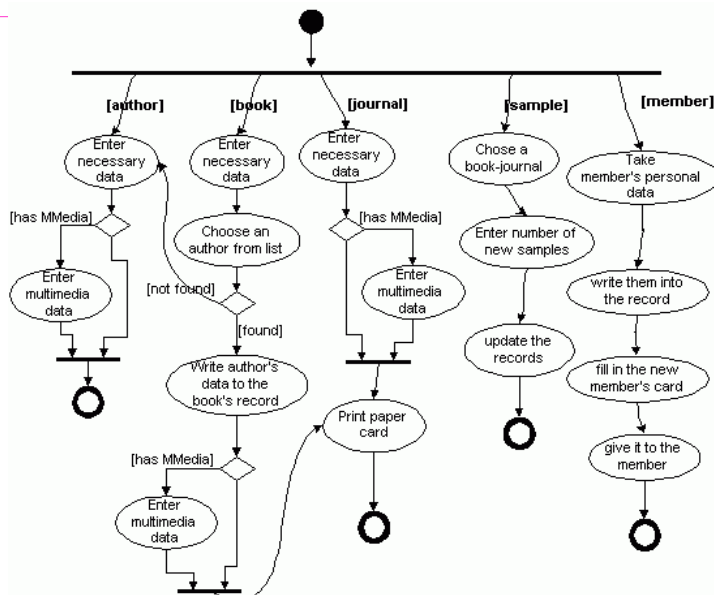 [author]
[book]
[journal]
[sample]
[member]
Enter
necessary
data
Enter
necessary
data
Enter
necessary
data
Chose a
book-journal
Take
member's personal
data
[has MMedia]
Choose an
author from list
[has MMedia]
Enter number of
new samples
Enter
multimedia
data
[not found]
Enter
multimedia
data
write them into
the record
[found]
update the
records
Write author's
data to the
book's record
fill in the new
member's card
Print paper
card
[has MMedia]
give it to the
member
Enter
multimedia
data